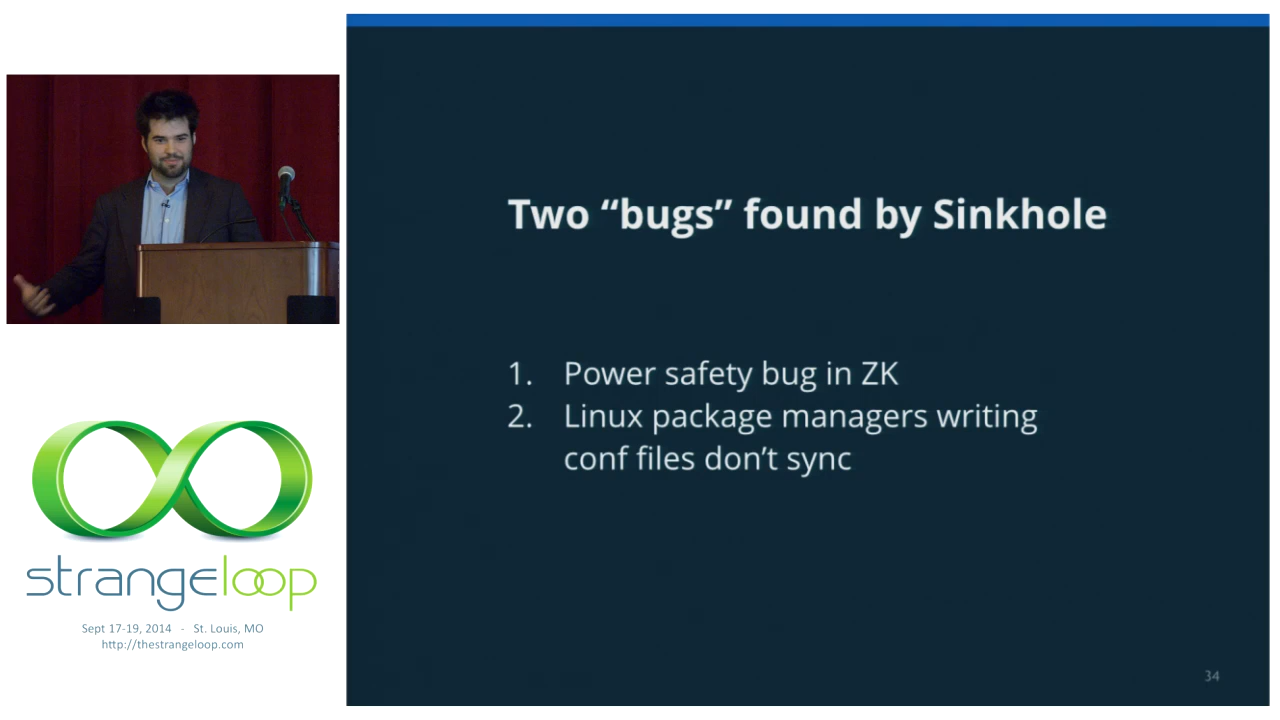 Two “bugs” found by Sinkhole
1. Power safety bug in ZK
2. Linux package managers writing
conf files don’t sync
34
strangeloop
Sept 17-19, 2014 - St. Louis, MO
http://thestrangeloop.com